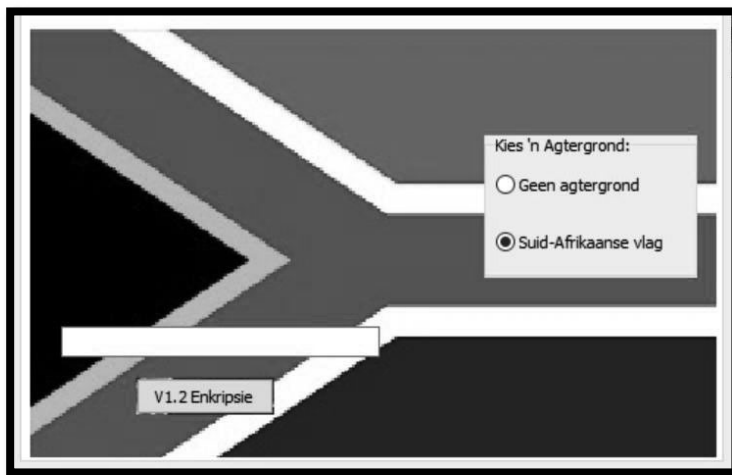 Kies 'n Agtergrond:
Geen agtergrond
Suid-Afrikaanse vlag
V1.2 Enkripsie